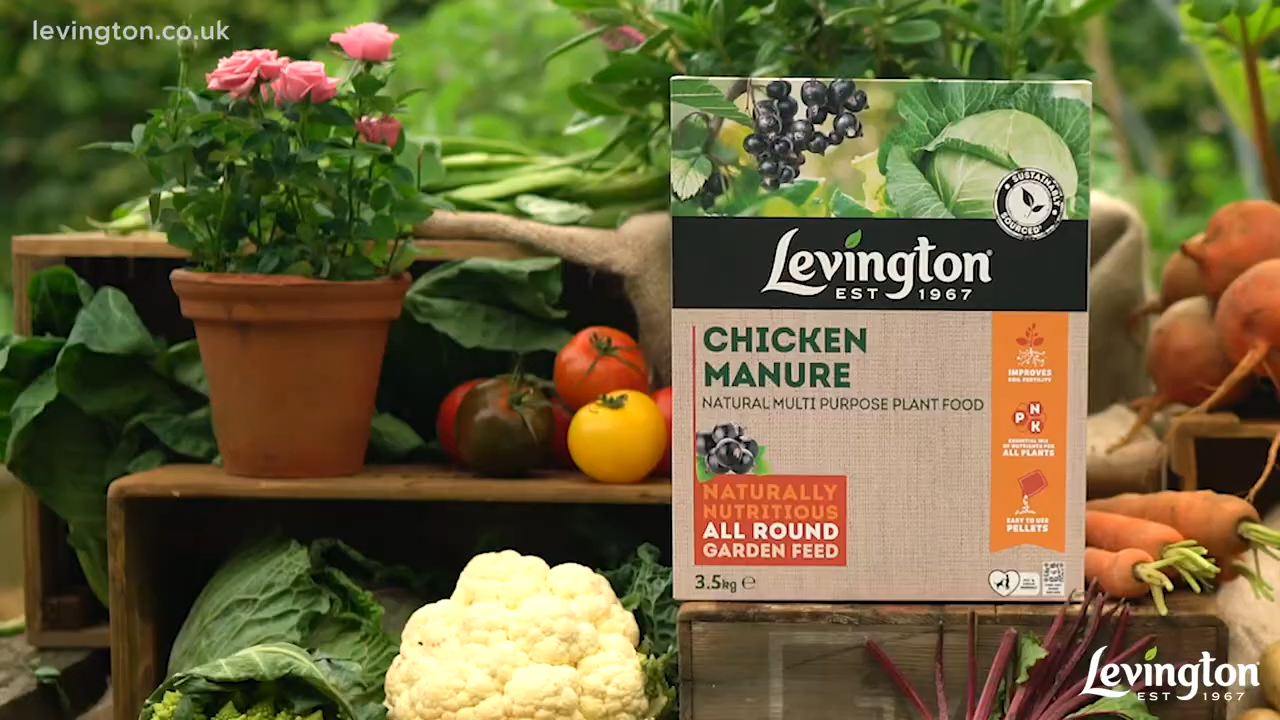 levington.co.uk
SUSTAINABLY
SOURCED
Levington
EST 1967
CHICKEN
MANURE
NATURAL MULTI PURPOSE PLANT FOOD
IMPROVES
SOIL FERTILITY
P N K
ESSENTIAL MIX
OF NUTRIENTS FOR
ALL PLANTS
EASY TO USE
PELLETS
NATURALLY
NUTRITIOUS
ALL ROUND
GARDEN FEED
3.5kg ℮
Levington
EST 1967